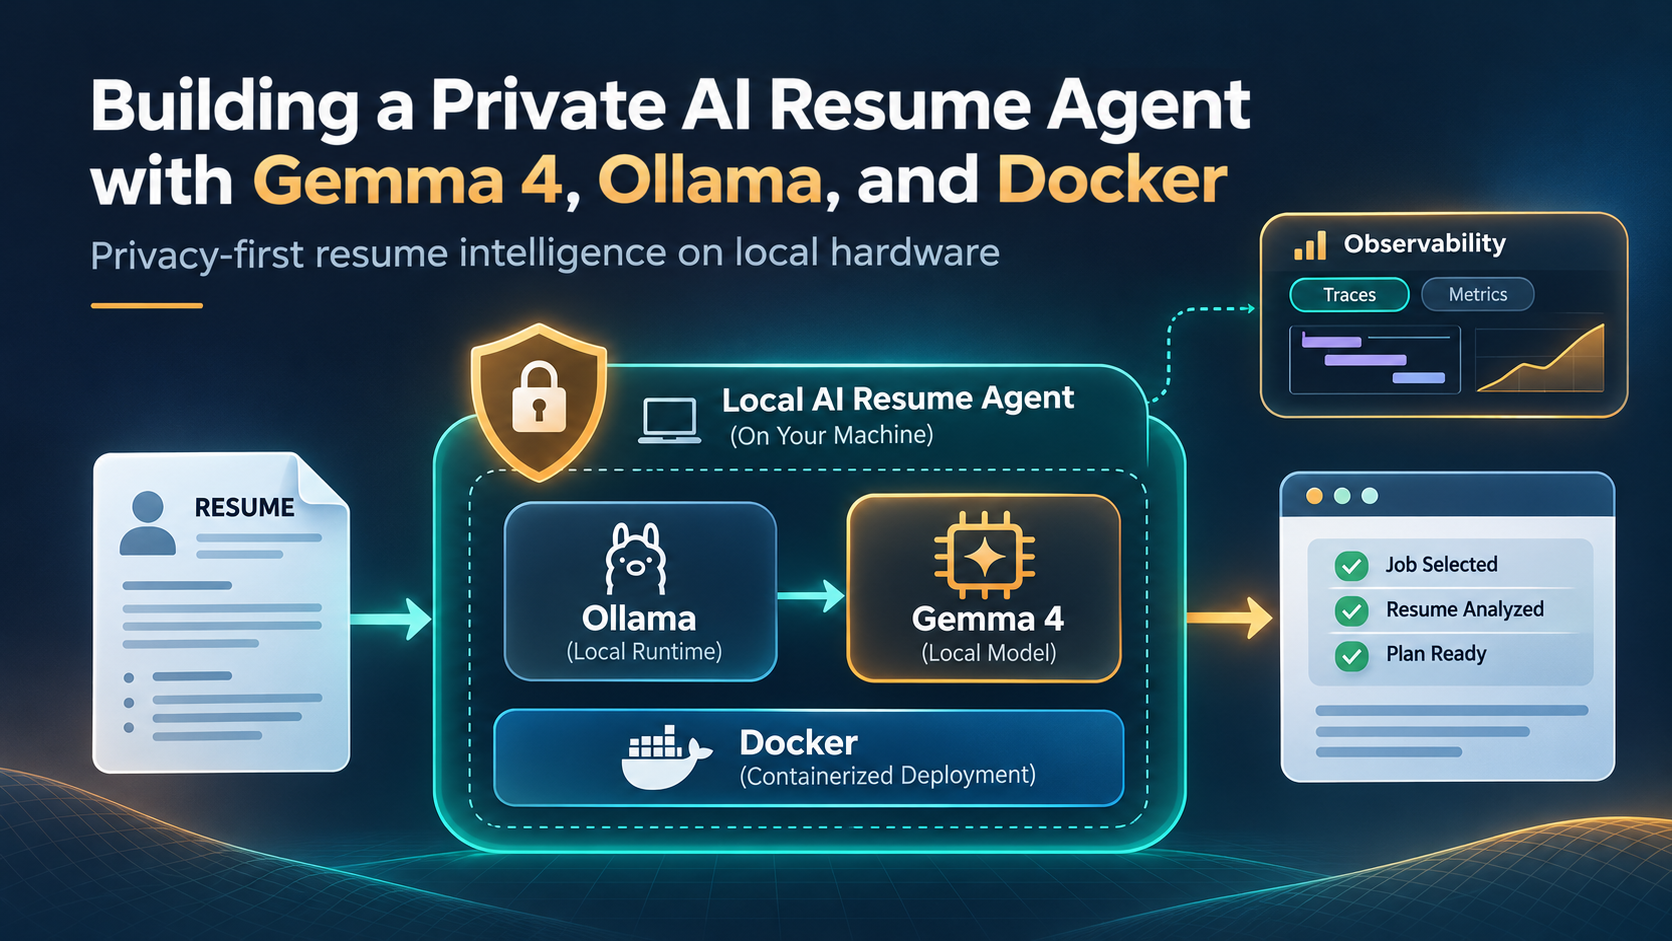 Building a Private AI Resume Agent
with Gemma 4, Ollama, and Docker
Privacy-first resume intelligence on local hardware
Observability
Traces
Metrics
Local AI Resume Agent
(On Your Machine)
RESUME
Ollama
(Local Runtime)
Gemma 4
(Local Model)
Docker
(Containerized Deployment)
Job Selected
Resume Analyzed
Plan Ready